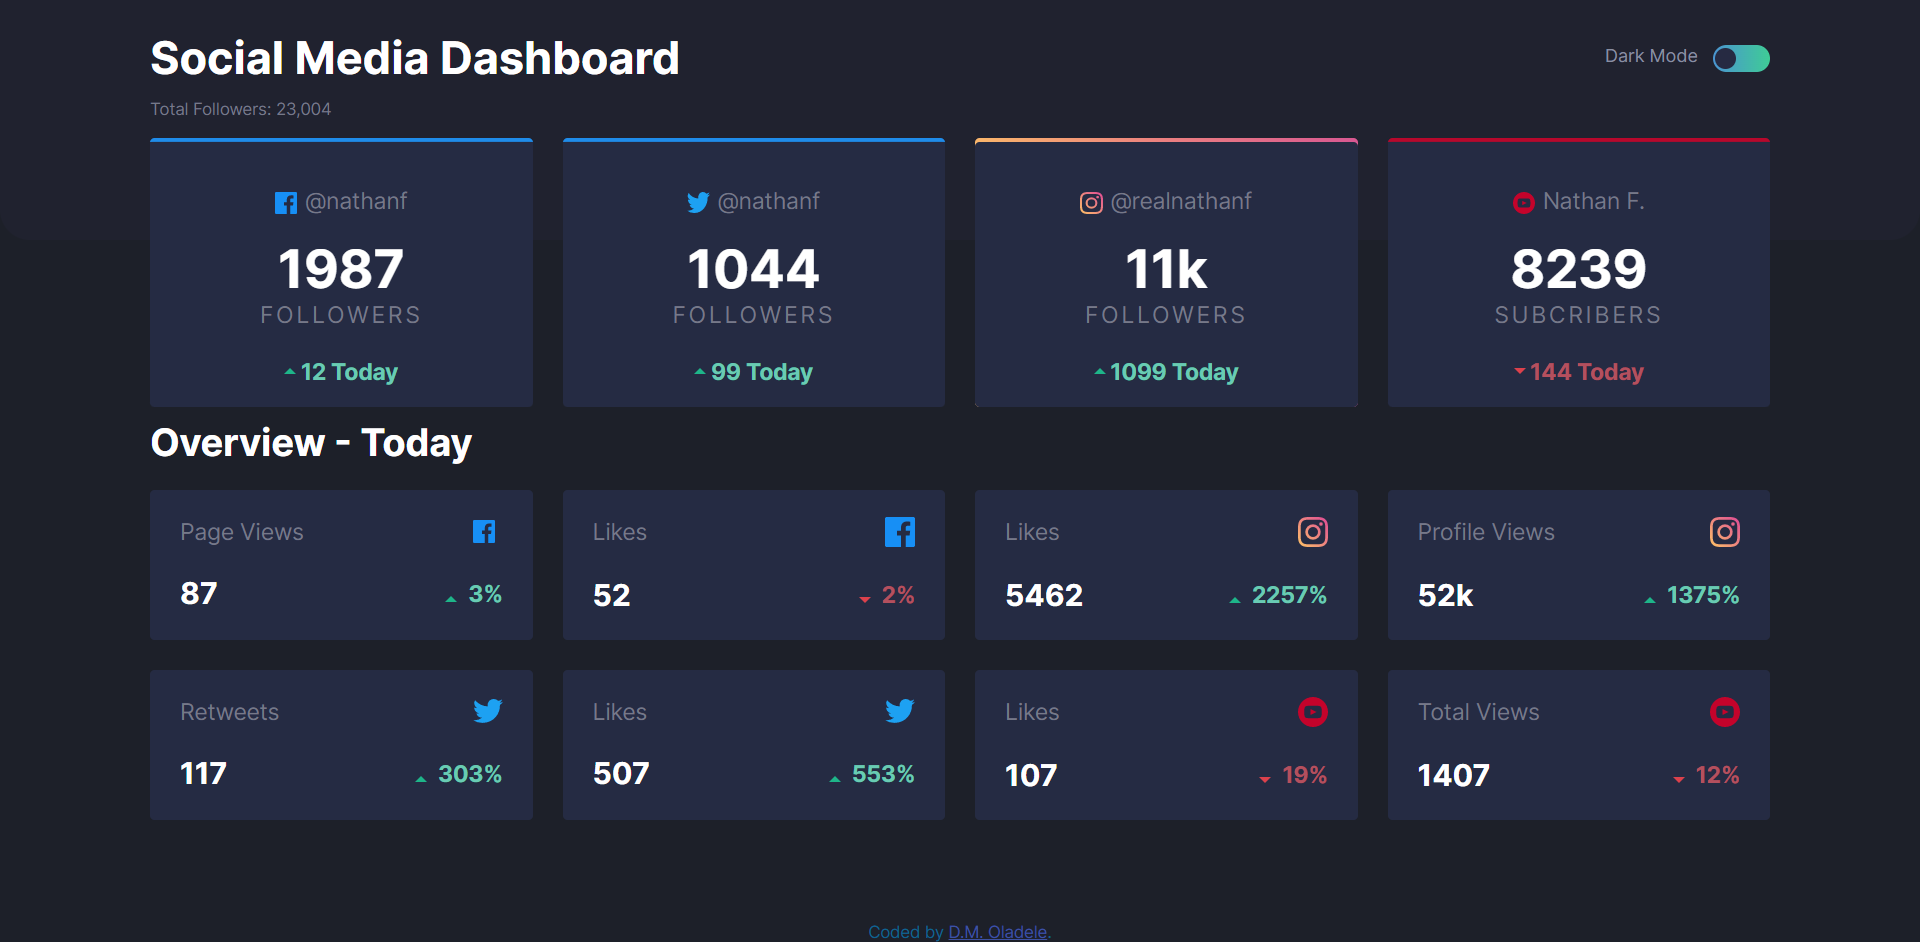 Social Media Dashboard
Dark Mode
Total Followers: 23,004
@nathanf
1987
FOLLOWERS
12 Today
@nathanf
1044
FOLLOWERS
99 Today
@realnathanf
11k
FOLLOWERS
1099 Today
Nathan F.
8239
SUBCRIBERS
144 Today
Overview - Today
Page Views
87
3%
Likes
52
2%
Likes
5462
2257%
Profile Views
52k
1375%
Retweets
117
303%
Likes
507
553%
Likes
107
19%
Total Views
1407
12%
Coded by D.M. Oladele.